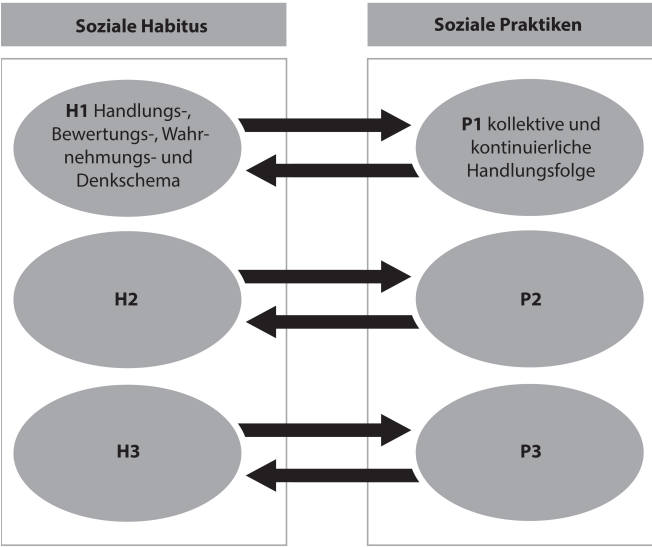 Soziale Habitus
Soziale Praktiken
H1 Handlungs-,
Bewertungs-, Wahr-
nehmungs- und
Denkschema
P1 kollektive und
kontinuierliche
Handlungsfolge
H2
P2
H3
P3